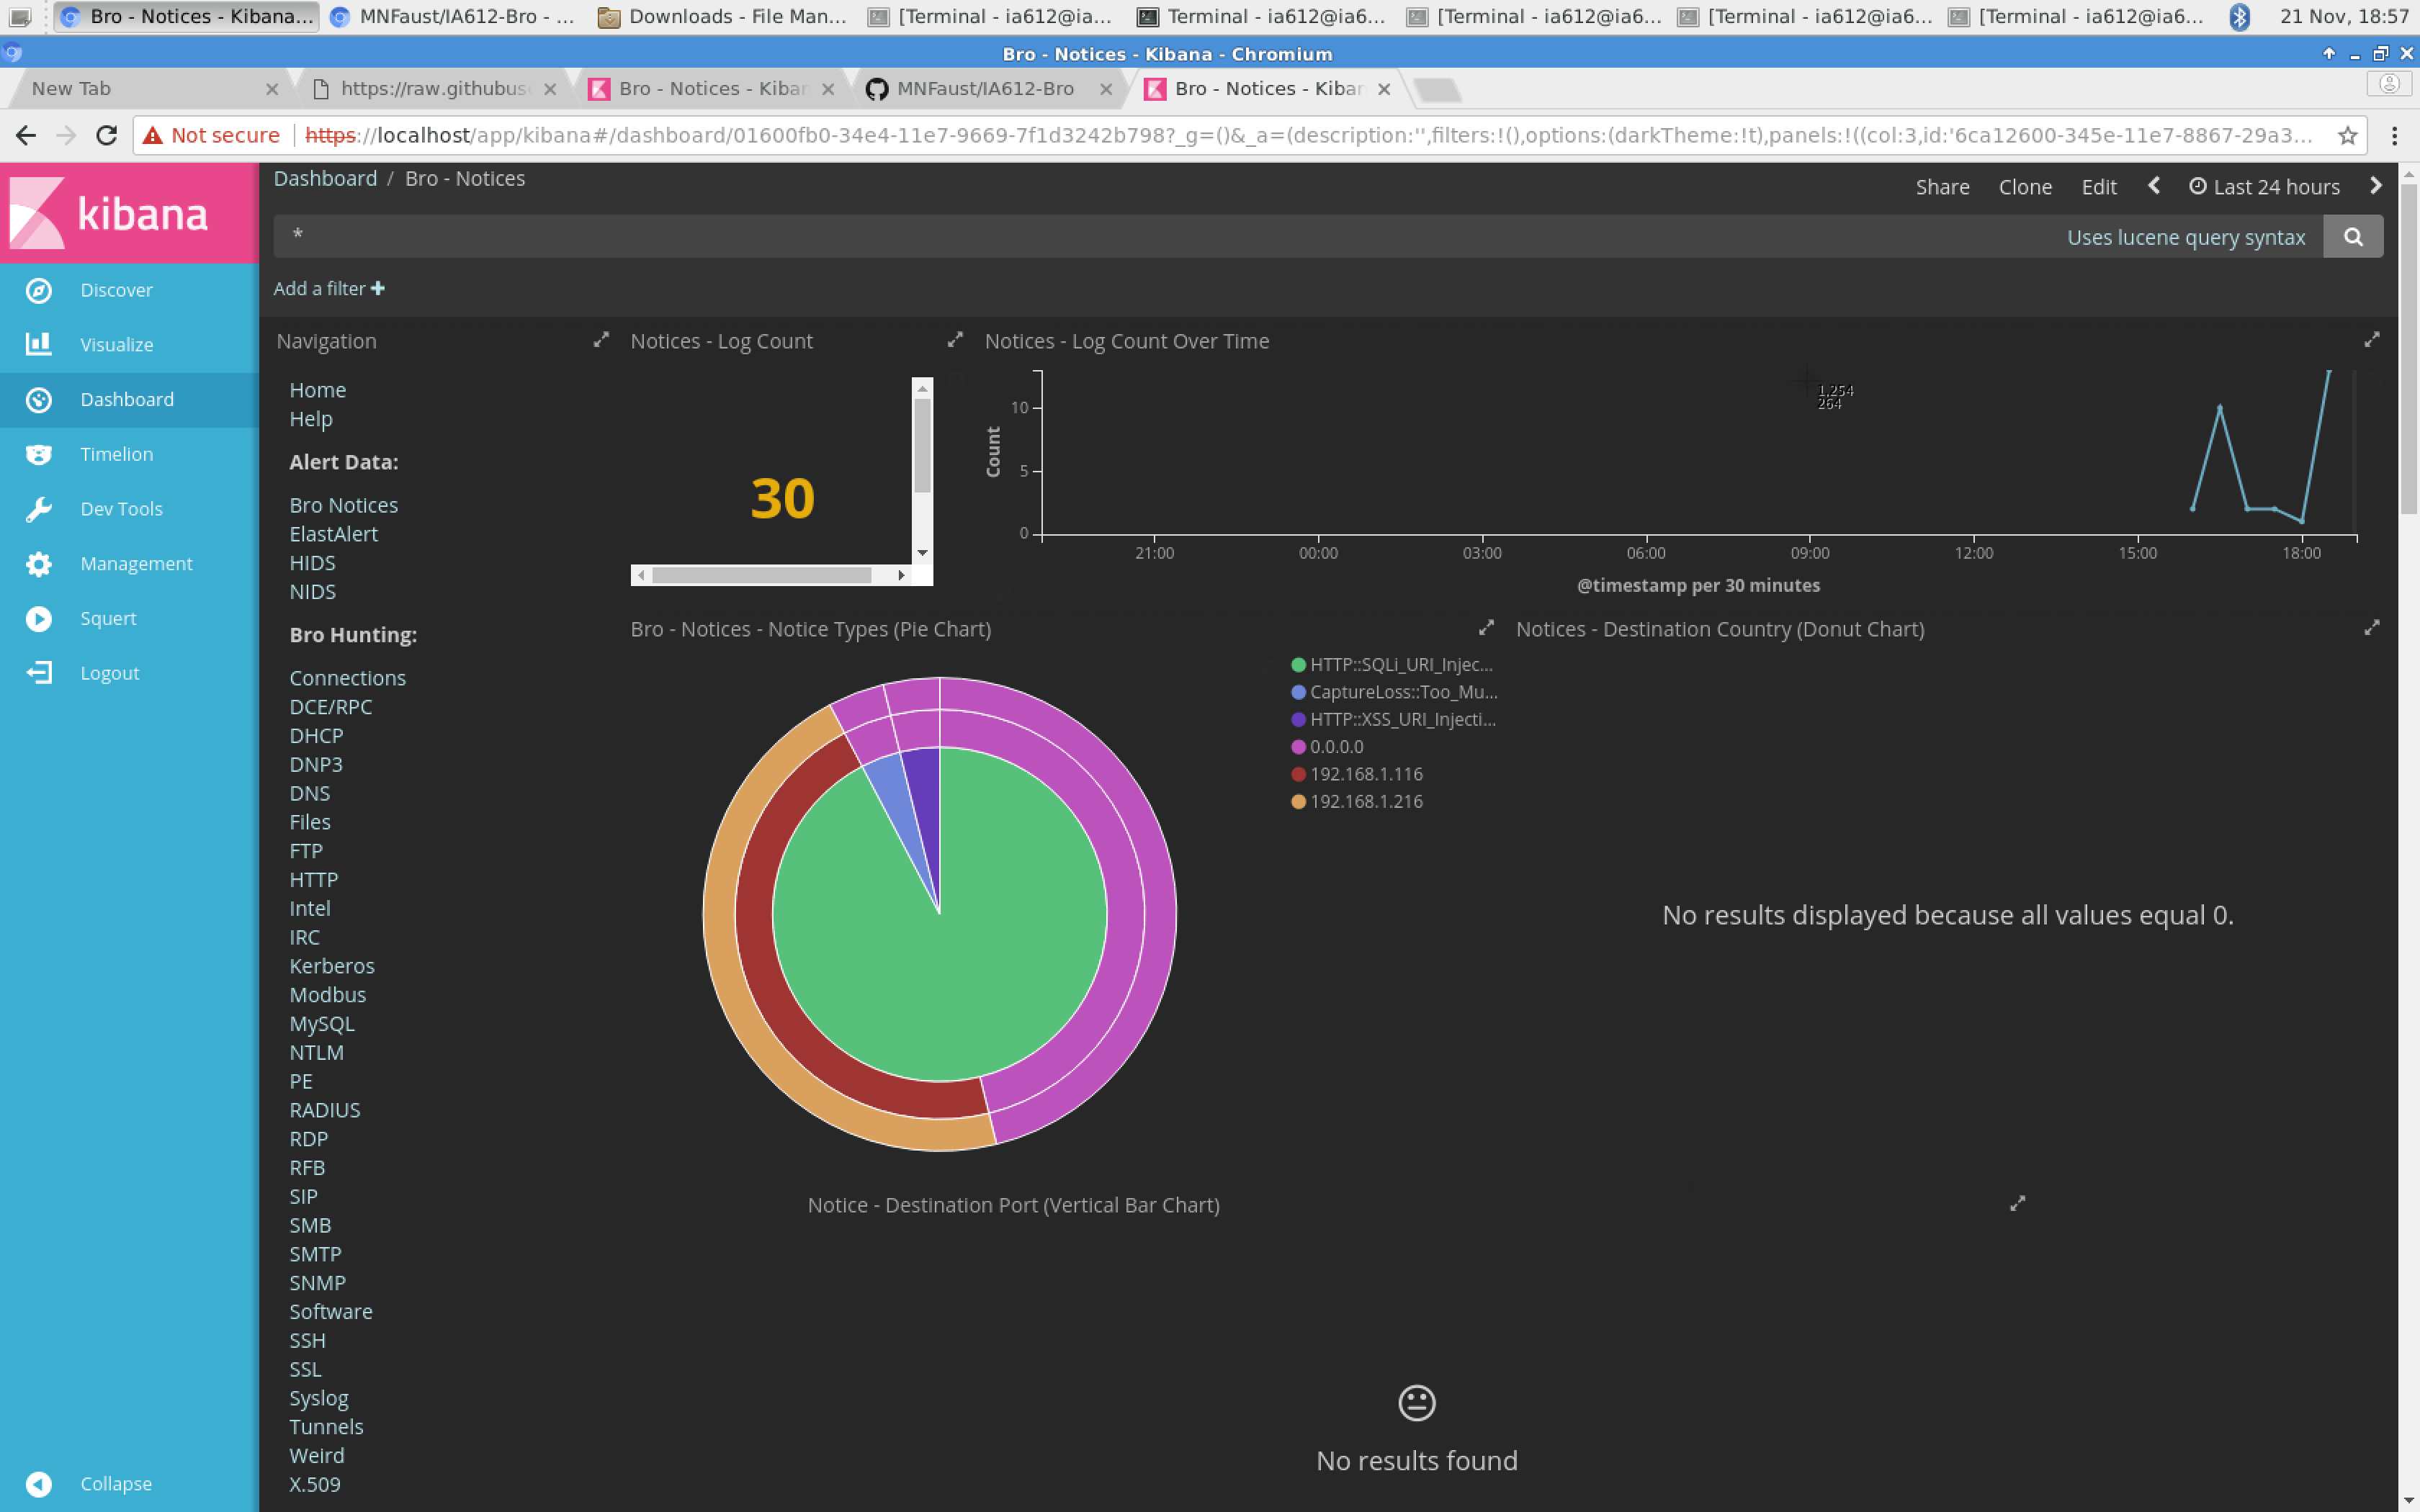 Bro - Notices - Kibana...
MNFaust/IA612-Bro - ...
Downloads - File Man...
[Terminal - ia612@ia...
Terminal - ia612@ia6...
[Terminal - ia612@ia6...
[Terminal - ia612@ia6...
[Terminal - ia612@ia6...
21 Nov, 18:57
Bro - Notices - Kibana - Chromium
New Tab
https://raw.githubus
Bro - Notices - Kibar
MNFaust/IA612-Bro
Bro - Notices - Kibar
Not secure
https://localhost/app/kibana#/dashboard/01600fb0-34e4-11e7-9669-7f1d3242b798?_g=()&_a=(description:'',filters:!(),options:(darkTheme:!t),panels:!((col:3,id:'6ca12600-345e-11e7-8867-29a3...
kibana
Dashboard / Bro - Notices
Share
Clone
Edit
Last 24 hours
*
Uses lucene query syntax
Add a filter +
Discover
Visualize
Dashboard
Timelion
Dev Tools
Management
Squert
Logout
Collapse
Navigation
Home
Help
Alert Data:
Bro Notices
ElastAlert
HIDS
NIDS
Bro Hunting:
Connections
DCE/RPC
DHCP
DNP3
DNS
Files
FTP
HTTP
Intel
IRC
Kerberos
Modbus
MySQL
NTLM
PE
RADIUS
RDP
RFB
SIP
SMB
SMTP
SNMP
Software
SSH
SSL
Syslog
Tunnels
Weird
X.509
Notices - Log Count
30
Notices - Log Count Over Time
Count
10
5
0
1,254
264
21:00
00:00
03:00
06:00
09:00
12:00
15:00
18:00
@timestamp per 30 minutes
Bro - Notices - Notice Types (Pie Chart)
HTTP::SQLi_URI_Injec...
CaptureLoss::Too_Mu...
HTTP::XSS_URI_Injecti...
0.0.0.0
192.168.1.116
192.168.1.216
Notices - Destination Country (Donut Chart)
No results displayed because all values equal 0.
Notice - Destination Port (Vertical Bar Chart)
No results found